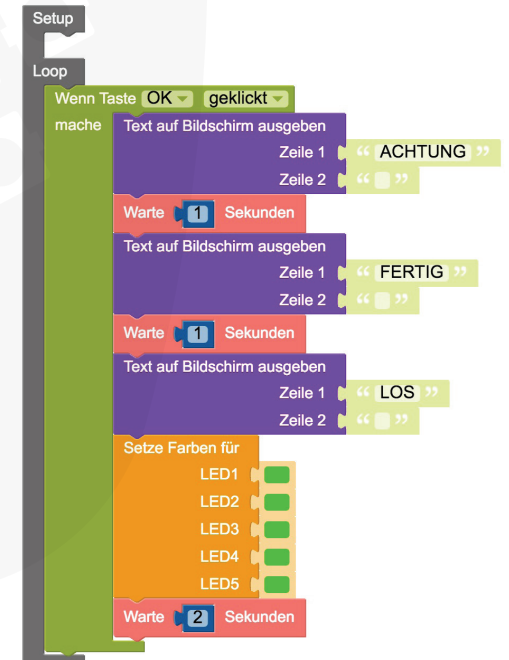 Setup
Loop
Wenn Taste OK geklickt
mache Text auf Bildschirm ausgeben
Zeile 1 “ ACHTUNG ”
Zeile 2 “ ”
Warte 1 Sekunden
Text auf Bildschirm ausgeben
Zeile 1 “ FERTIG ”
Zeile 2 “ ”
Warte 1 Sekunden
Text auf Bildschirm ausgeben
Zeile 1 “ LOS ”
Zeile 2 “ ”
Setze Farben für
LED1
LED2
LED3
LED4
LED5
Warte 2 Sekunden